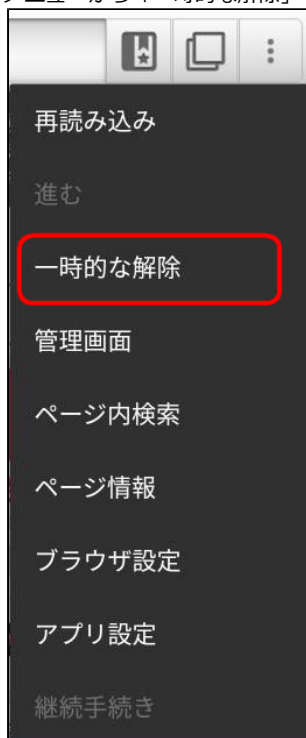 再読み込み
進む
一時的な解除
管理画面
ページ内検索
ページ情報
ブラウザ設定
アプリ設定
継続手続き